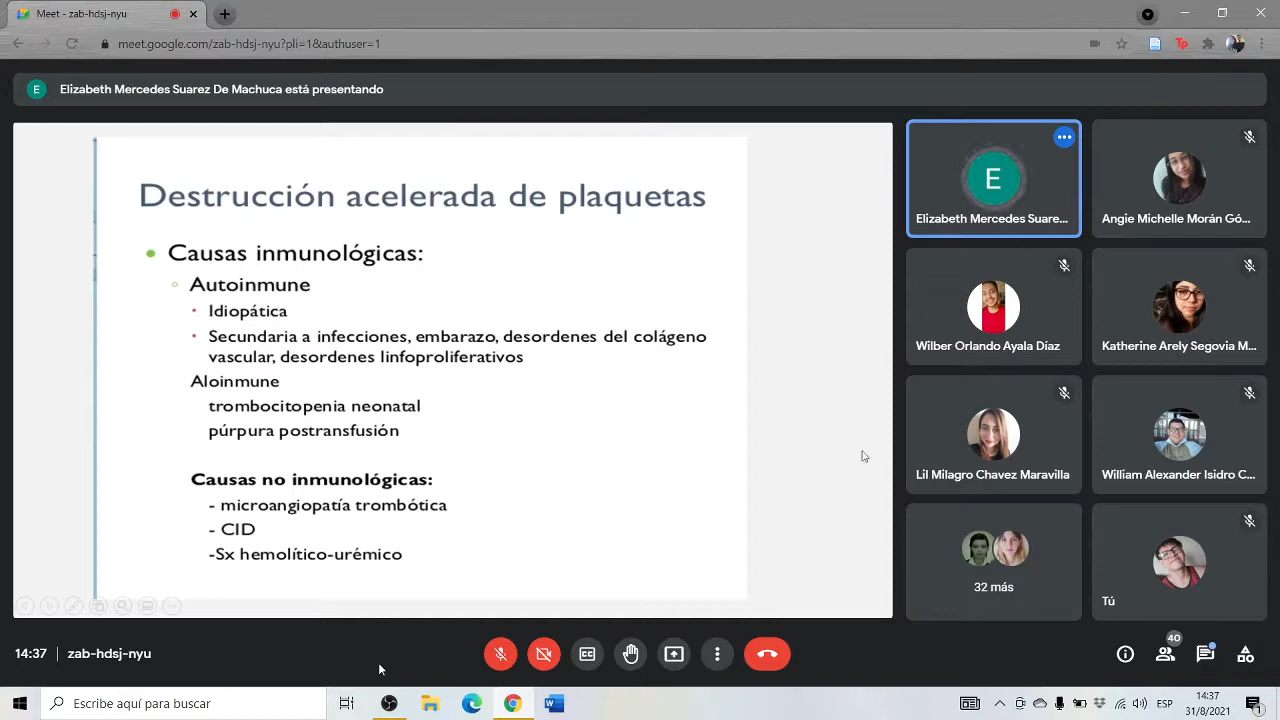 Meet - zab-hdsj-nyu
meet.google.com/zab-hdsj-nyu?pli=1&authuser=1
E
Elizabeth Mercedes Suarez De Machuca está presentando
Destrucción acelerada de plaquetas
Causas inmunológicas:
Autoinmune
Idiopática
Secundaria a infecciones, embarazo, desordenes del colágeno
vascular, desordenes linfoproliferativos
Aloinmune
trombocitopenia neonatal
púrpura postransfusión
Causas no inmunológicas:
- microangiopatía trombótica
- CID
-Sx hemolítico-urémico
E
Elizabeth Mercedes Suare...
Angie Michelle Morán Gó...
Wilber Orlando Ayala Díaz
Katherine Arely Segovia M...
Lil Milagro Chavez Maravilla
William Alexander Isidro C...
32 más
Tú
14:37 | zab-hdsj-nyu
40
Escribe aquí para buscar
ESP
14:37
31/8/2021